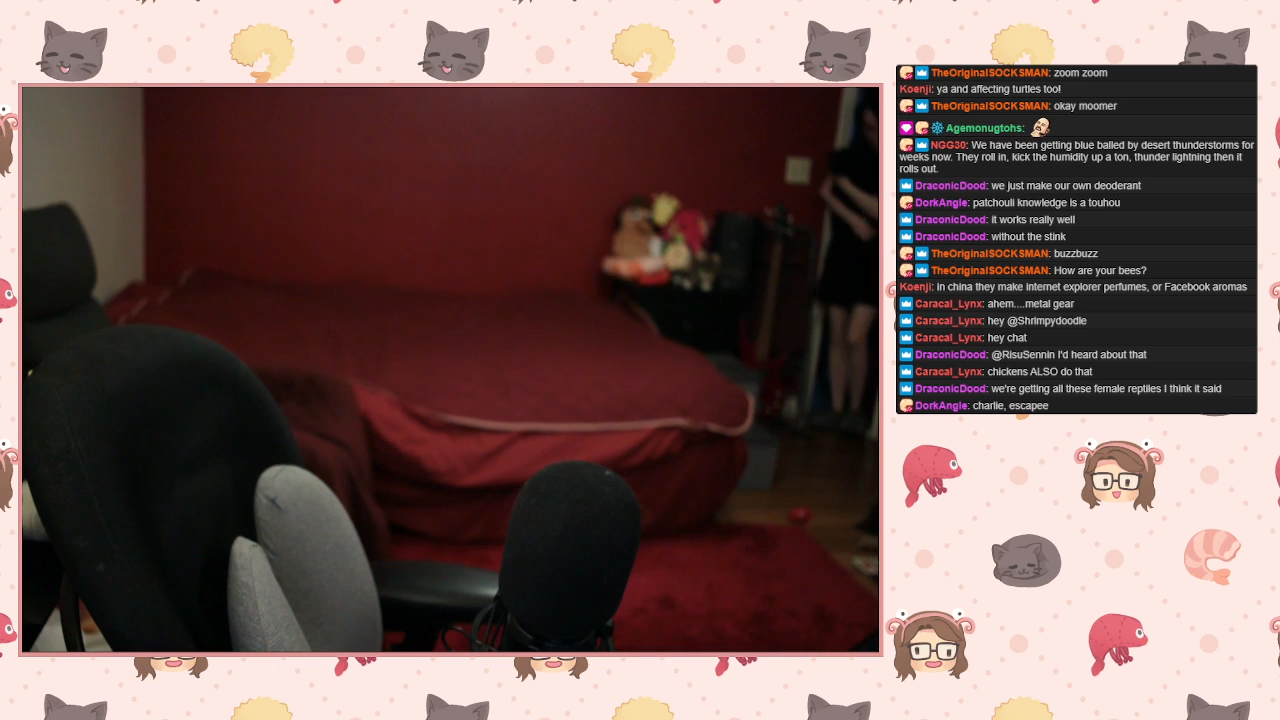 TheOriginalSOCKSMAN: zoom zoom
Koenji: ya and affecting turtles too!
TheOriginalSOCKSMAN: okay moomer
Agemonugtohs:
NGG30: We have been getting blue balled by desert thunderstorms for
weeks now. They roll in, kick the humidity up a ton, thunder lightning then it
rolls out.
DraconicDood: we just make our own deoderant
DorkAngle: patchouli knowledge is a touhou
DraconicDood: it works really well
DraconicDood: without the stink
TheOriginalSOCKSMAN: buzzbuzz
TheOriginalSOCKSMAN: How are your bees?
Koenji: in china they make internet explorer perfumes, or Facebook aromas
Caracal_Lynx: ahem....metal gear
Caracal_Lynx: hey @Shrimpydoodle
Caracal_Lynx: hey chat
DraconicDood: @RisuSennin I'd heard about that
Caracal_Lynx: chickens ALSO do that
DraconicDood: we're getting all these female reptiles I think it said
DorkAngle: charlie, escapee